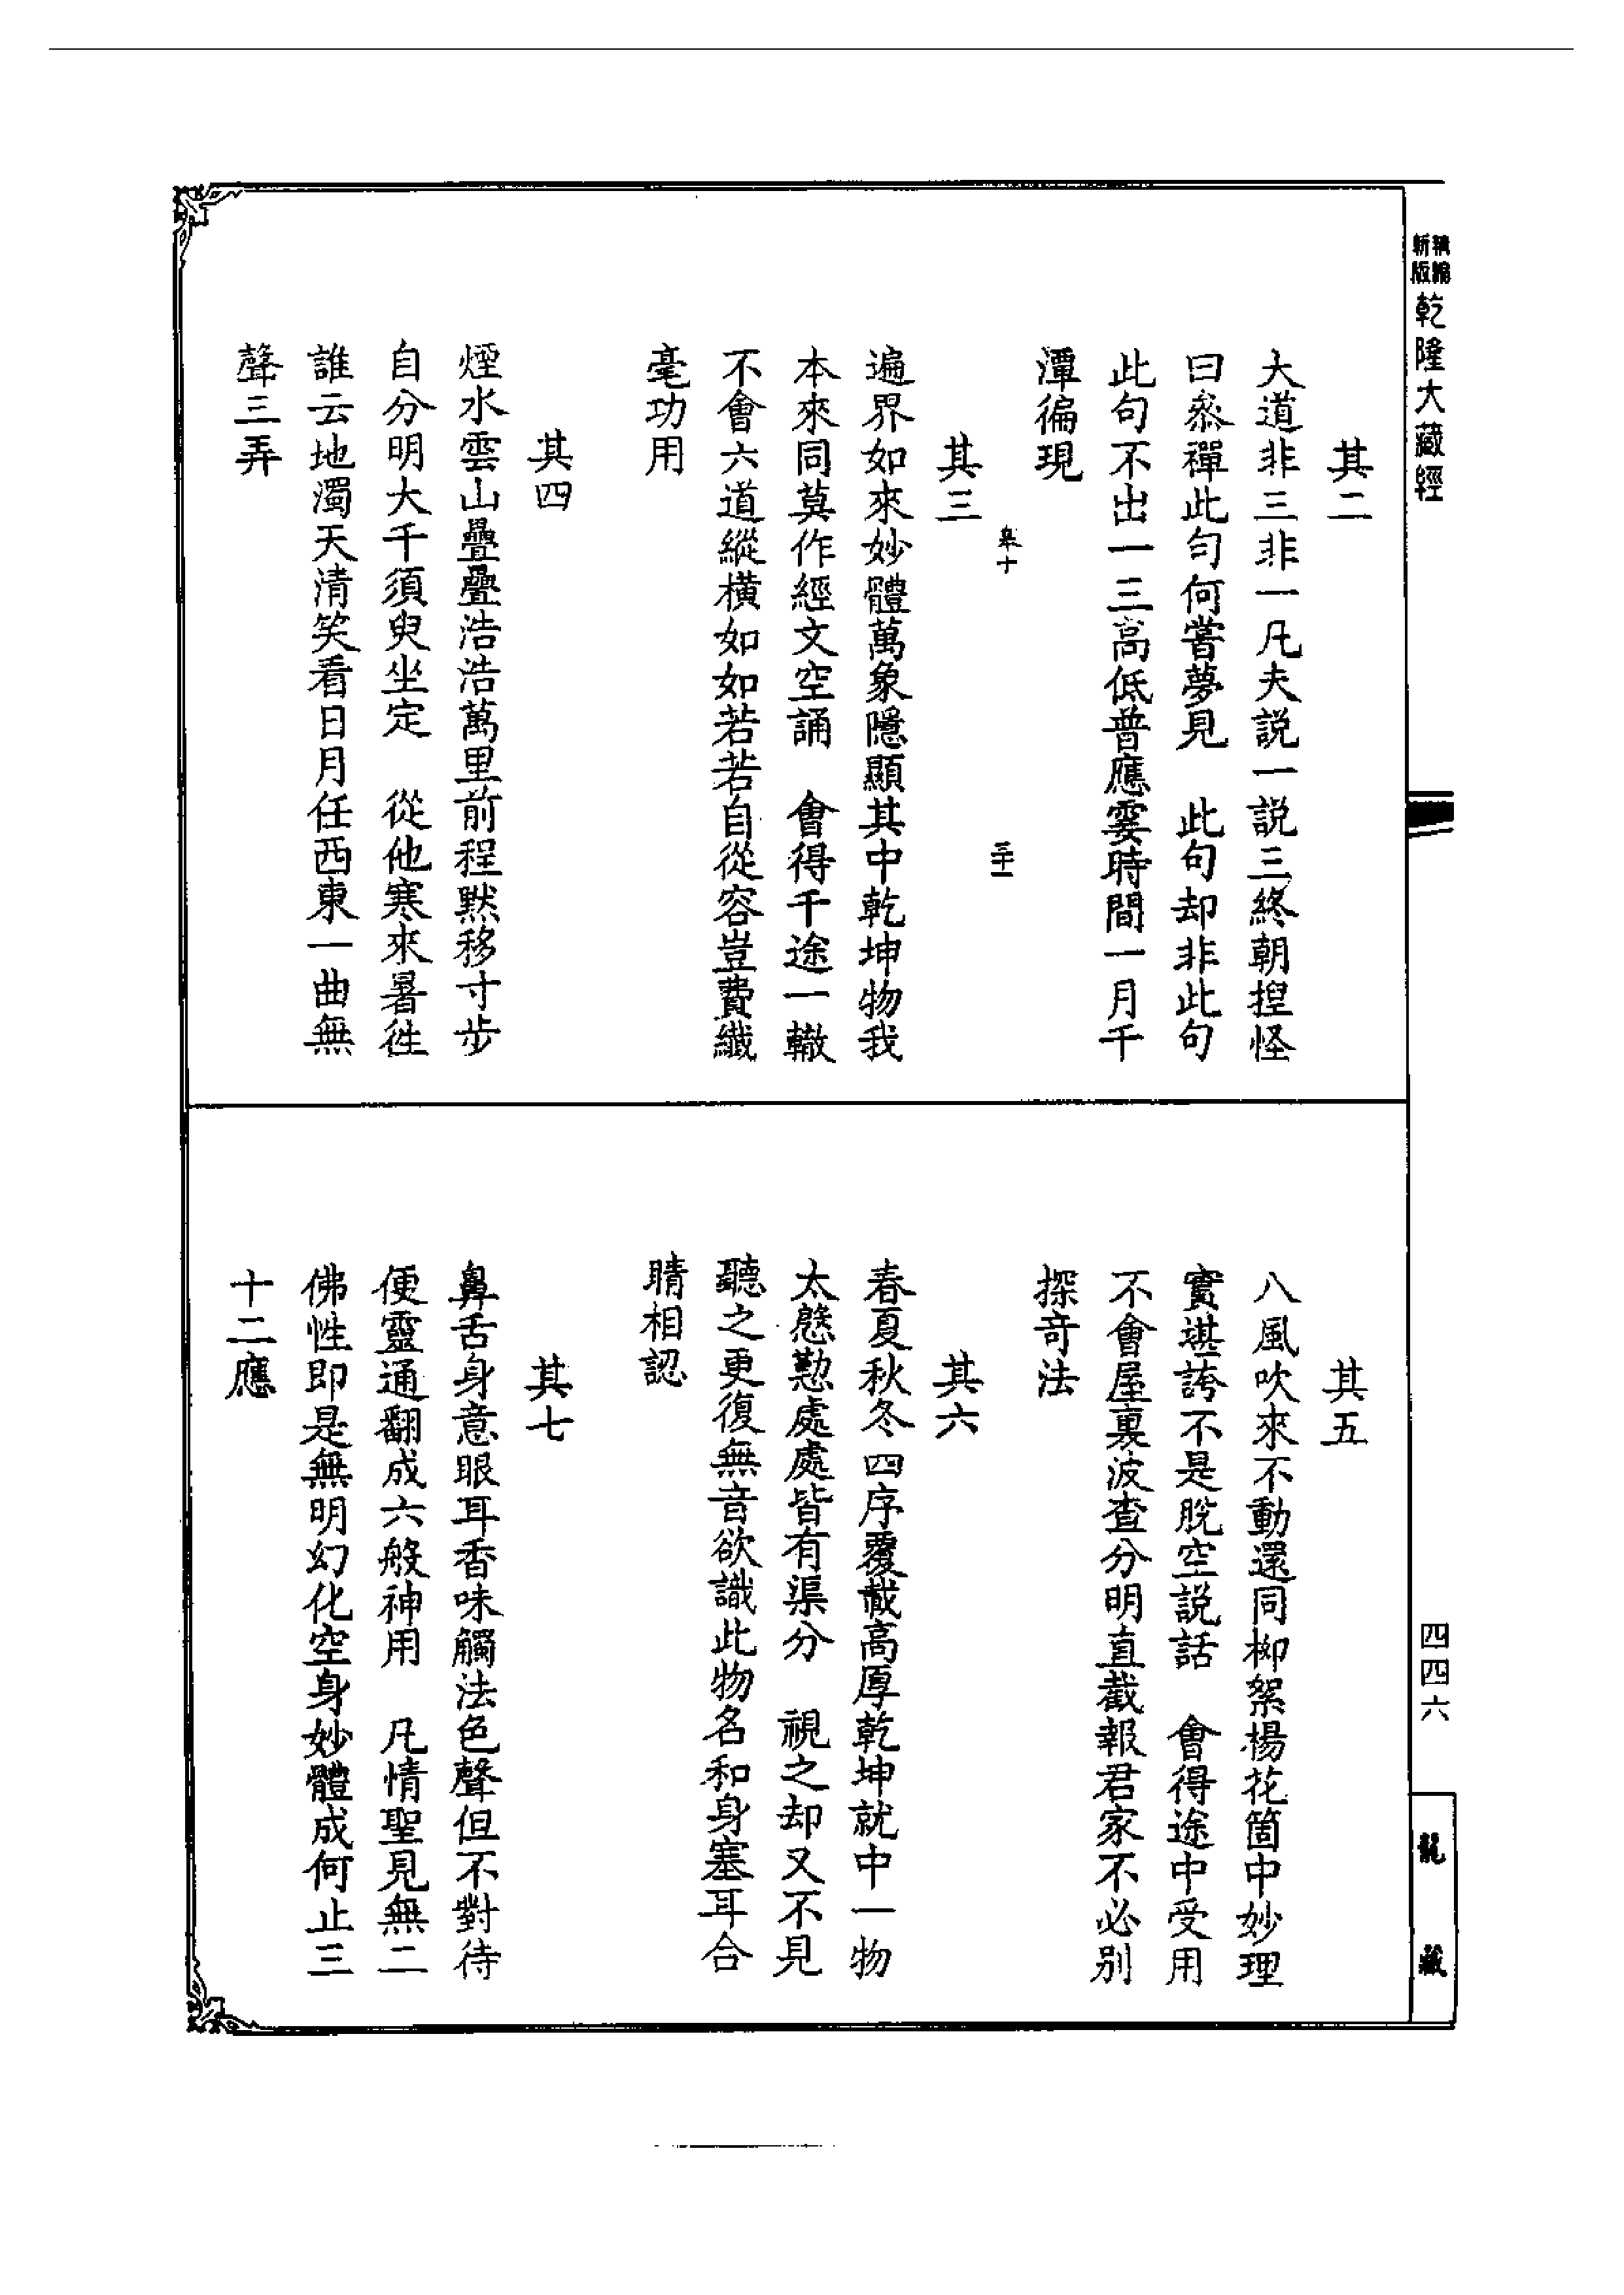 精編
新版
乾隆大藏經
其二
大道非三非一凡夫説一説三終朝揑怪
曰叅禪此句何嘗夢見　此句却非此句
此句不出一三高低普應霎時間一月千
潭徧現
其三
遍界如來妙體萬象隱顯其中乾坤物我
本來同莫作經文空誦　會得千途一轍
不會六道縱橫如如若若自從容豈費纖
毫功用
其四
煙水雲山疊疊浩浩萬里前程默移寸步
自分明大千須臾坐定　從他寒來暑徃
誰云地濁天清笑看日月任西東一曲無
聲三弄
四四六
龍藏
其五
八風吹來不動還同柳絮楊花箇中妙理
實堪誇不是脫空説話　會得途中受用
不會屋裏波查分明直截報君家不必别
探奇法
其六
春夏秋冬四序覆載高厚乾坤就中一物
太慇懃處處皆有渠分　視之却又不見
聽之更復無音欲識此物名和身塞耳合
睛相認
其七
鼻舌身意眼耳香味觸法色聲但不對待
便靈通翻成六般神用　凡情聖見無二
佛性即是無明幻化空身妙體成何止三
十二應